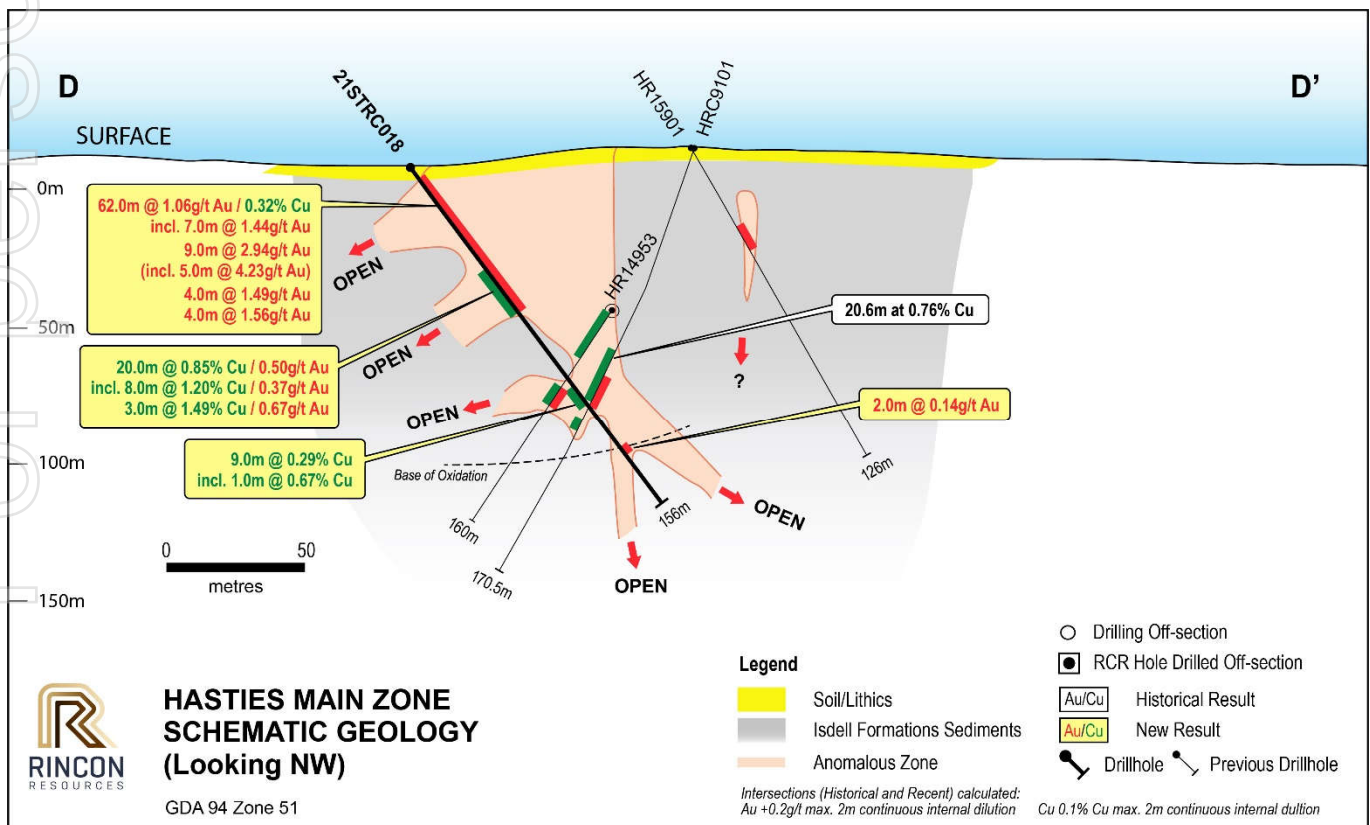 D
D'
SURFACE
21STRC018
HR15901
HRC9101
0m
62.0m @ 1.06g/t Au / 0.32% Cu
incl. 7.0m @ 1.44g/t Au
9.0m @ 2.94g/t Au
(incl. 5.0m @ 4.23g/t Au)
4.0m @ 1.49g/t Au
4.0m @ 1.56g/t Au
OPEN
HR14953
50m
20.6m at 0.76% Cu
OPEN
20.0m @ 0.85% Cu / 0.50g/t Au
incl. 8.0m @ 1.20% Cu / 0.37g/t Au
3.0m @ 1.49% Cu / 0.67g/t Au
?
OPEN
2.0m @ 0.14g/t Au
9.0m @ 0.29% Cu
incl. 1.0m @ 0.67% Cu
100m
Base of Oxidation
126m
OPEN
156m
160m
170.5m
OPEN
0 50
metres
150m
RINCON
RESOURCES
HASTIES MAIN ZONE
SCHEMATIC GEOLOGY
(Looking NW)
GDA 94 Zone 51
Legend
Soil/Lithics
Isdell Formations Sediments
Anomalous Zone
Drilling Off-section
RCR Hole Drilled Off-section
Au/Cu Historical Result
Au/Cu New Result
Drillhole Previous Drillhole
Intersections (Historical and Recent) calculated:
Au +0.2g/t max. 2m continuous internal dilution Cu 0.1% Cu max. 2m continuous internal dultion